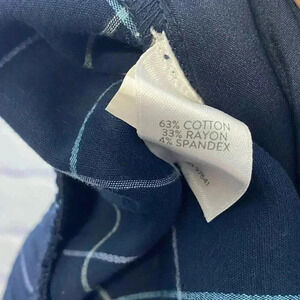 63% COTTON
33% RAYON
4% SPANDEX